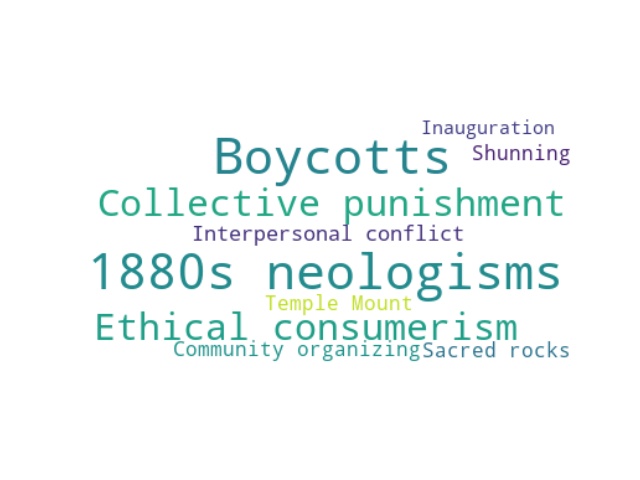 Inauguration
Boycotts
Shunning
Collective punishment
Interpersonal conflict
1880s neologisms
Temple Mount
Ethical consumerism
Community organizing
Sacred rocks